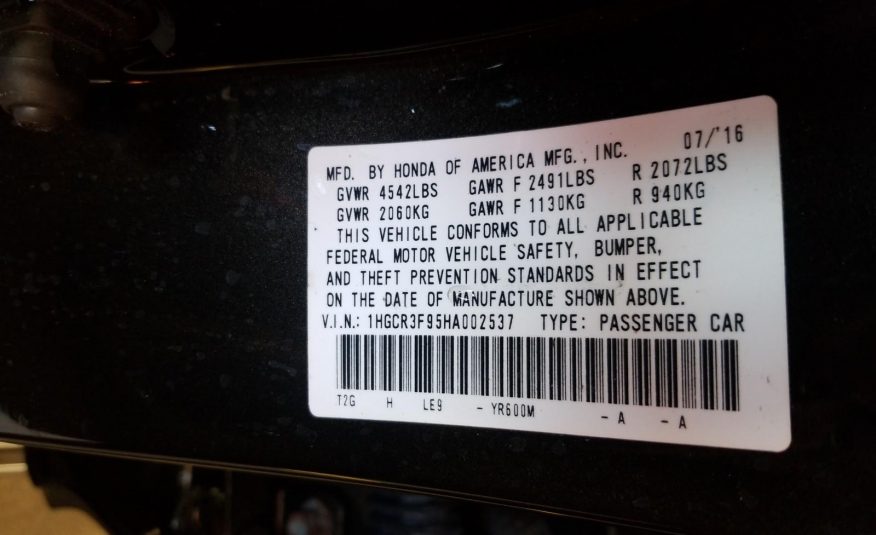 07/'16
MFD. BY HONDA OF AMERICA MFG., INC.
GVWR 4542LBS GAWR F 2491LBS R 2072LBS
GVWR 2060KG GAWR F 1130KG R 940KG
THIS VEHICLE CONFORMS TO ALL APPLICABLE
FEDERAL MOTOR VEHICLE SAFETY, BUMPER,
AND THEFT PREVENTION STANDARDS IN EFFECT
ON THE DATE OF MANUFACTURE SHOWN ABOVE.
V.I.N.: 1HGCR3F95HA002537 TYPE: PASSENGER CAR
T2G H LE9 - YR600M - A - A